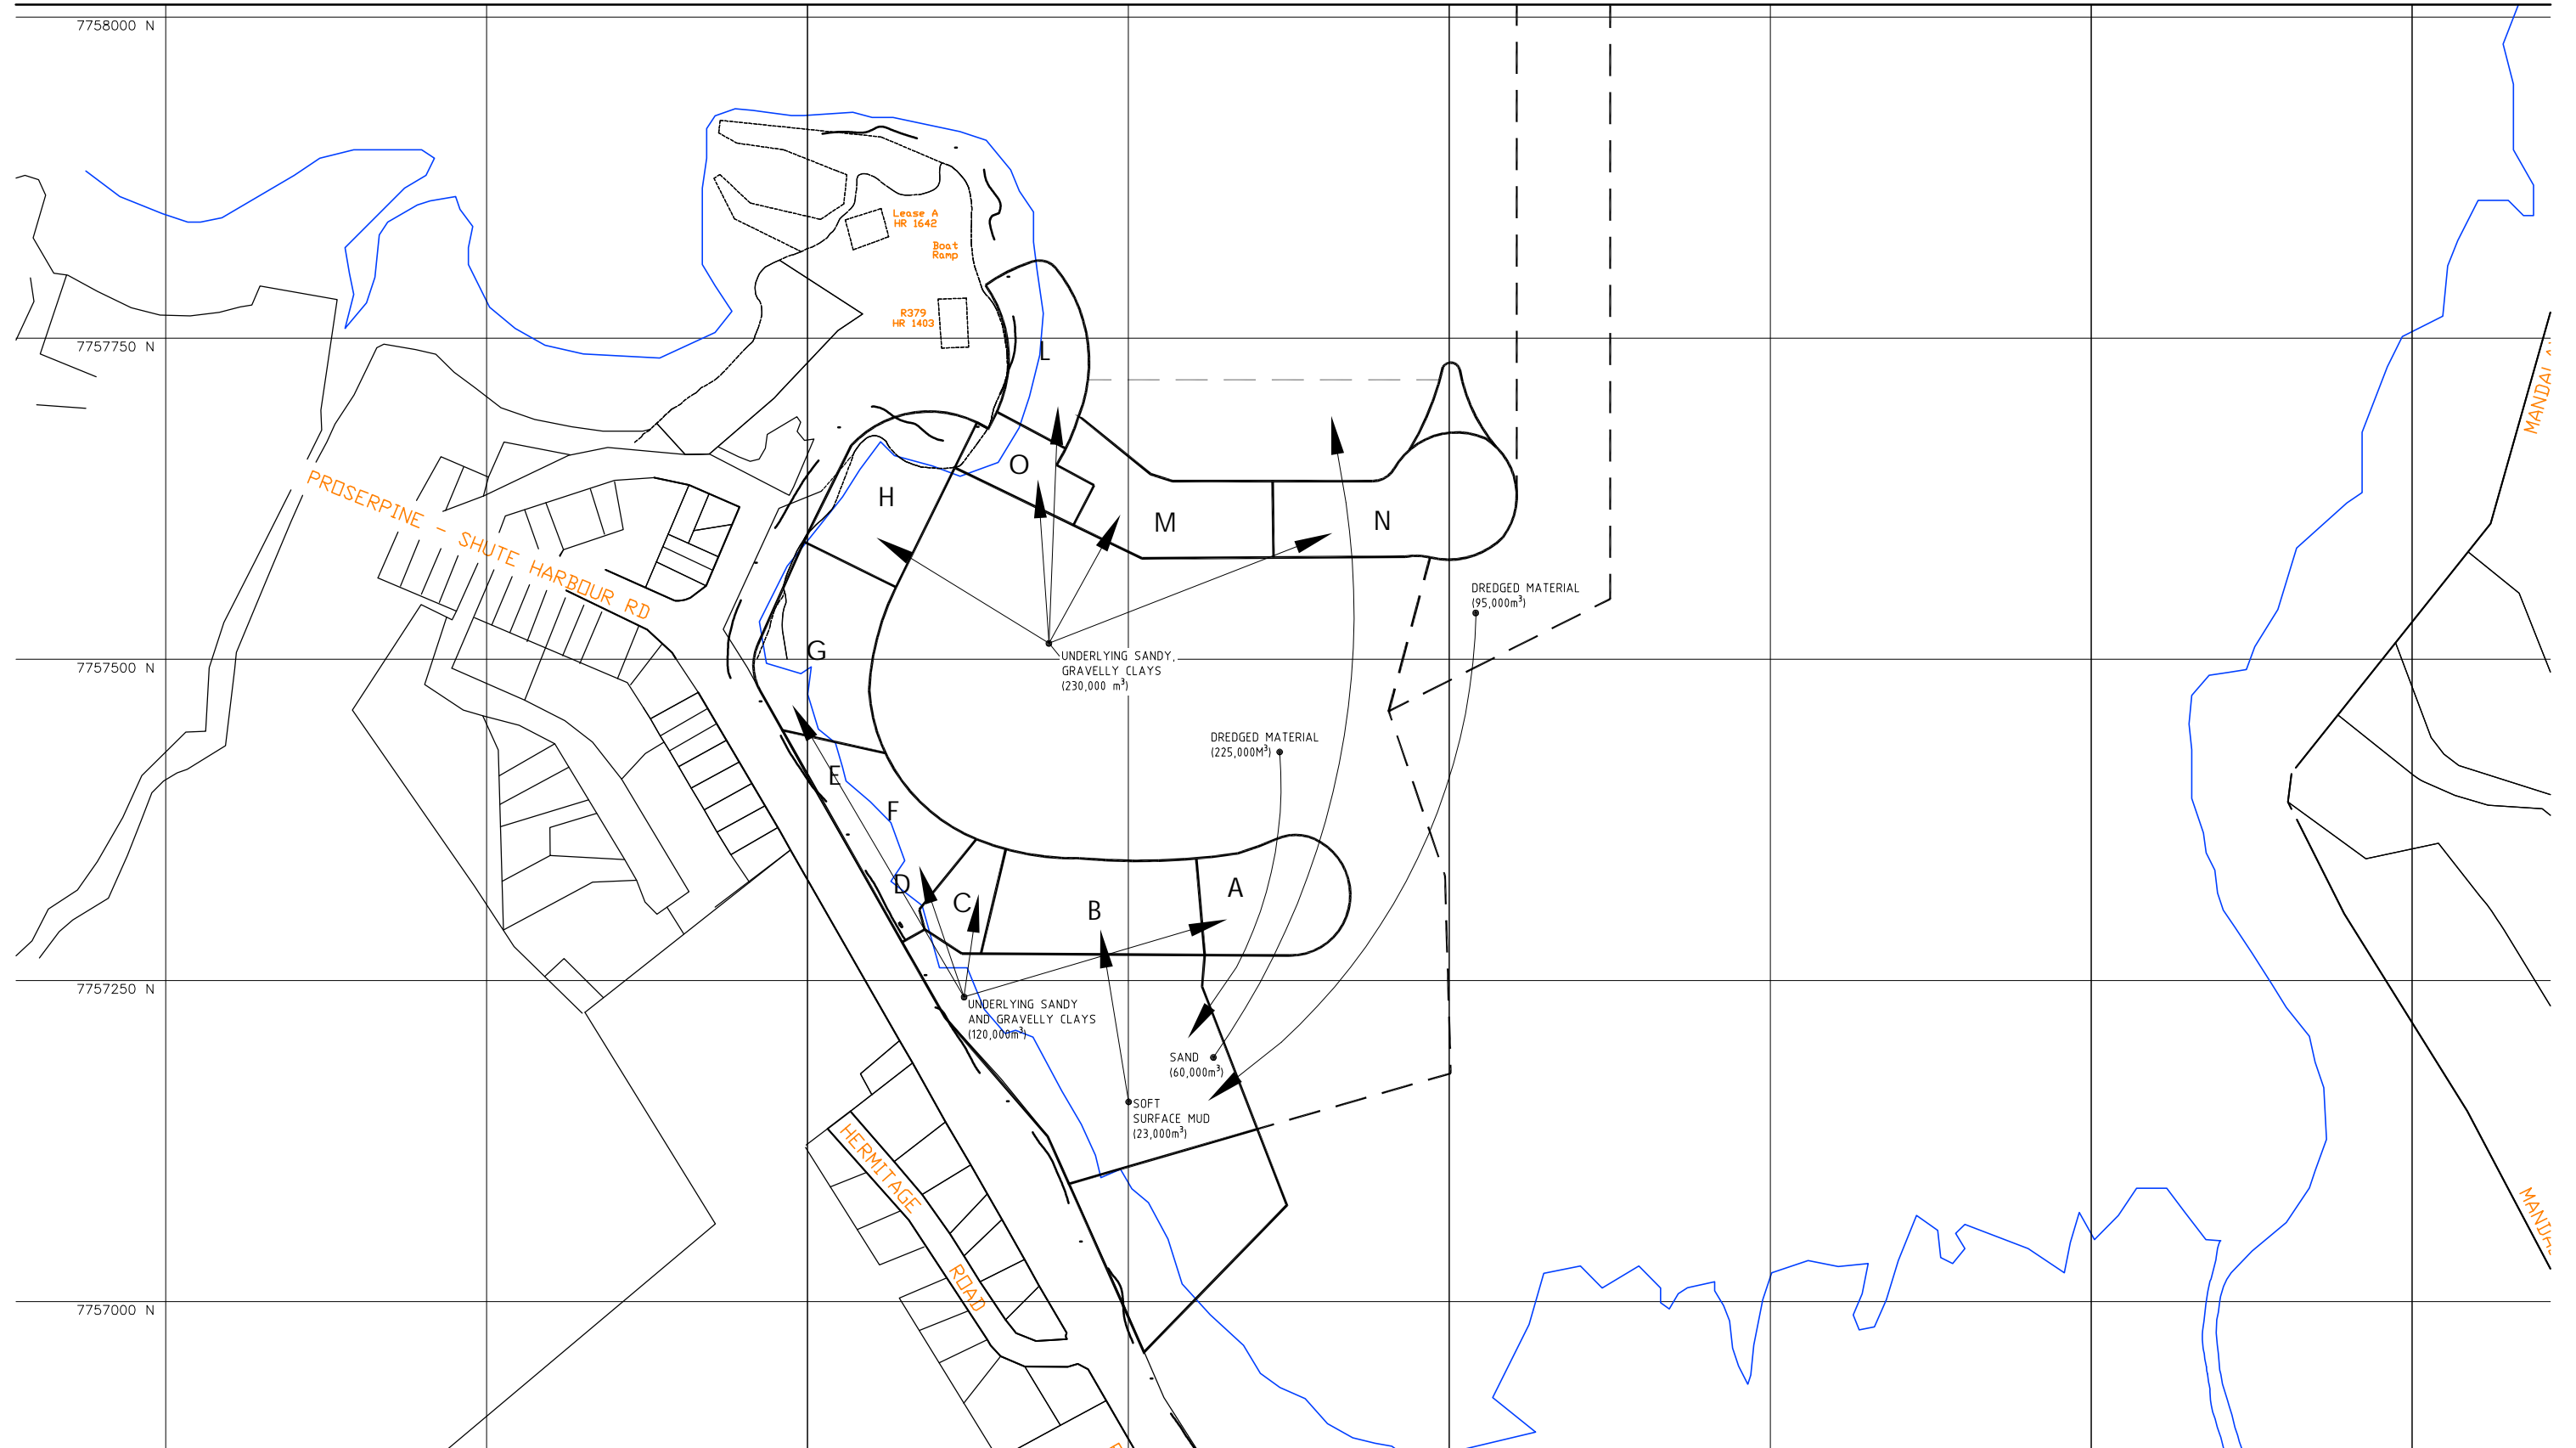 7758000 N
Lease A
HR 1642
Boat
Ramp
R379
HR 1403
7757750 N
L
PROSERPINE - SHUTE HARBOUR RD
O
H
M
N
DREDGED MATERIAL
(95,000m³)
7757500 N
G
UNDERLYING SANDY,
GRAVELLY CLAYS
(230,000 m³)
DREDGED MATERIAL
(225,000M³)
E
F
D
C
B
A
7757250 N
UNDERLYING SANDY
AND GRAVELLY CLAYS
(120,000m³)
SAND
(60,000m³)
SOFT
SURFACE MUD
(23,000m³)
HERMITAGE
ROAD
7757000 N